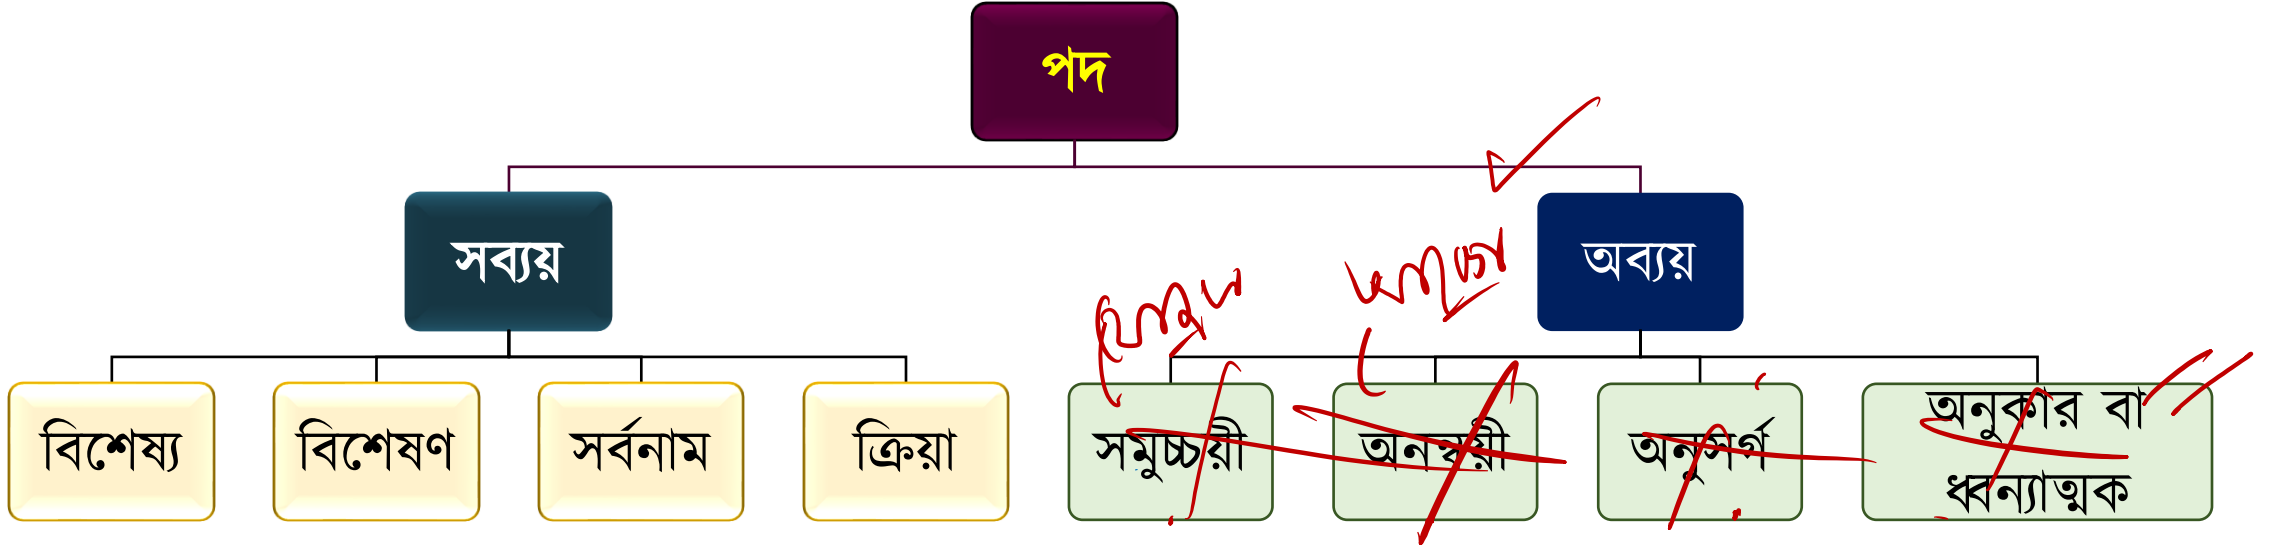 পদ
সব্যয়
অব্যয়
বিশেষ্য
বিশেষণ
সর্বনাম
ক্রিয়া
সমুচ্চয়ী
অনন্বয়ী
অনুসর্গ
অনুকার বা
ধ্বন্যাত্মক